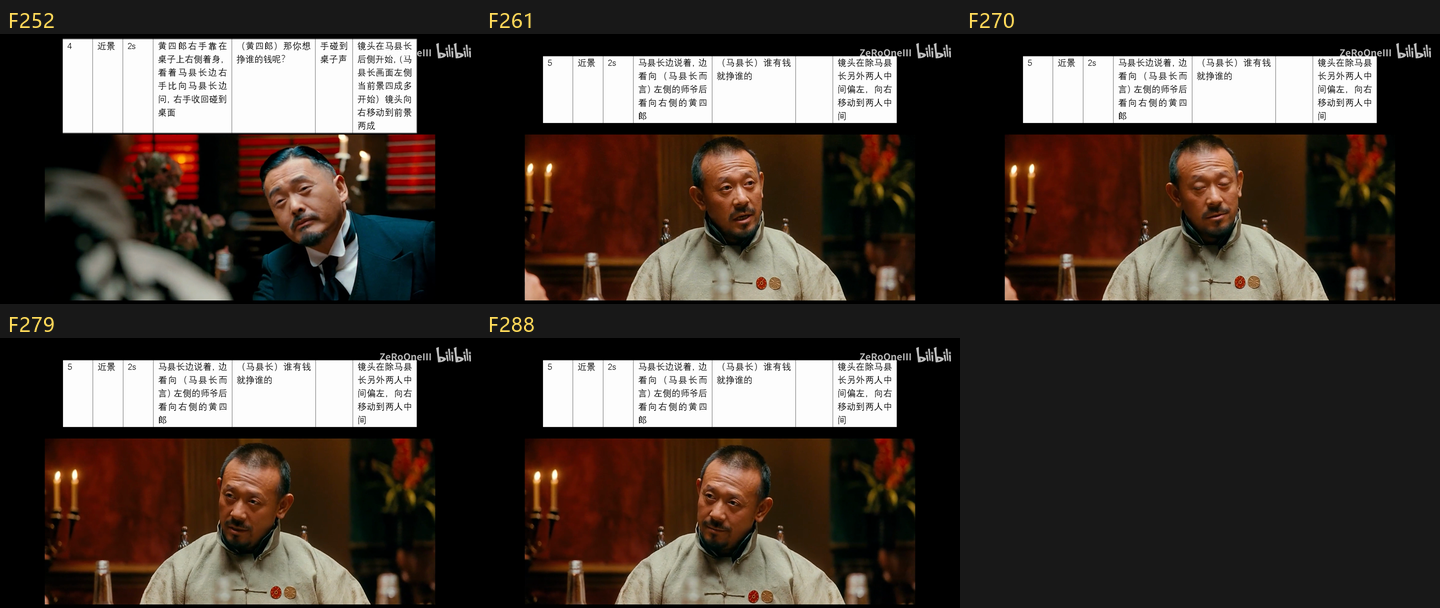 F252
4
近景
2s
黄四郎右手靠在
桌子上右侧着身,
看着马县长边右
手比向马县长边
问,右手收回碰到
桌面
（黄四郎）那你想
挣谁的钱呢?
手碰到
桌子声
镜头在马县长
后侧开始,（马
县长画面左侧
当前景四成多
开始）镜头向
右移动到前景
两成
eIII bilibili
F261
ZeRoOneIII bilibili
5
近景
2s
马县长边说着,边
看向（马县长而
言）左侧的师爷后
看向右侧的黄四
郎
（马县长）谁有钱
就挣谁的
镜头在除马县
长另外两人中
间偏左，向右
移动到两人中
间
F270
ZeRoOneIII bilibili
5
近景
2s
马县长边说着,边
看向（马县长而
言）左侧的师爷后
看向右侧的黄四
郎
（马县长）谁有钱
就挣谁的
镜头在除马县
长另外两人中
间偏左，向右
移动到两人中
间
F279
ZeRoOneIII bilibili
5
近景
2s
马县长边说着,边
看向（马县长而
言）左侧的师爷后
看向右侧的黄四
郎
（马县长）谁有钱
就挣谁的
镜头在除马县
长另外两人中
间偏左，向右
移动到两人中
间
F288
ZeRoOneIII bilibili
5
近景
2s
马县长边说着,边
看向（马县长而
言）左侧的师爷后
看向右侧的黄四
郎
（马县长）谁有钱
就挣谁的
镜头在除马县
长另外两人中
间偏左，向右
移动到两人中
间